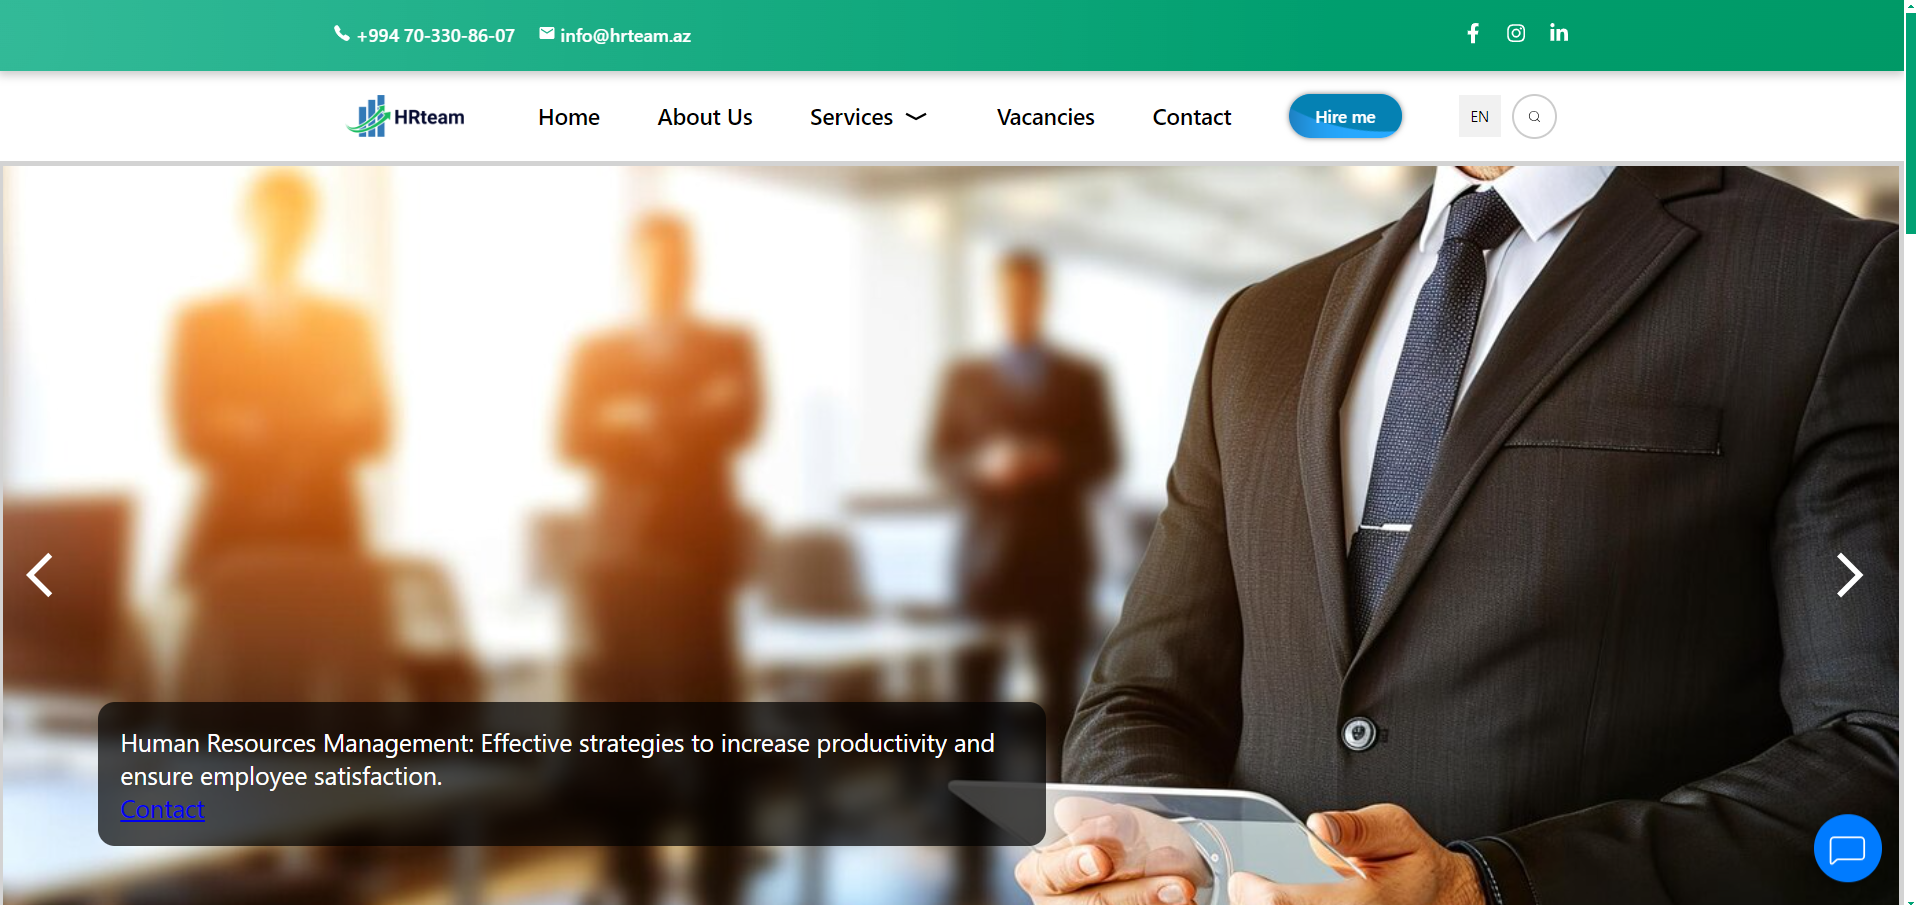 +994 70-330-86-07 info@hrteam.az
HRteam Home About Us Services Vacancies Contact Hire me EN
Human Resources Management: Effective strategies to increase productivity and
ensure employee satisfaction.
Contact